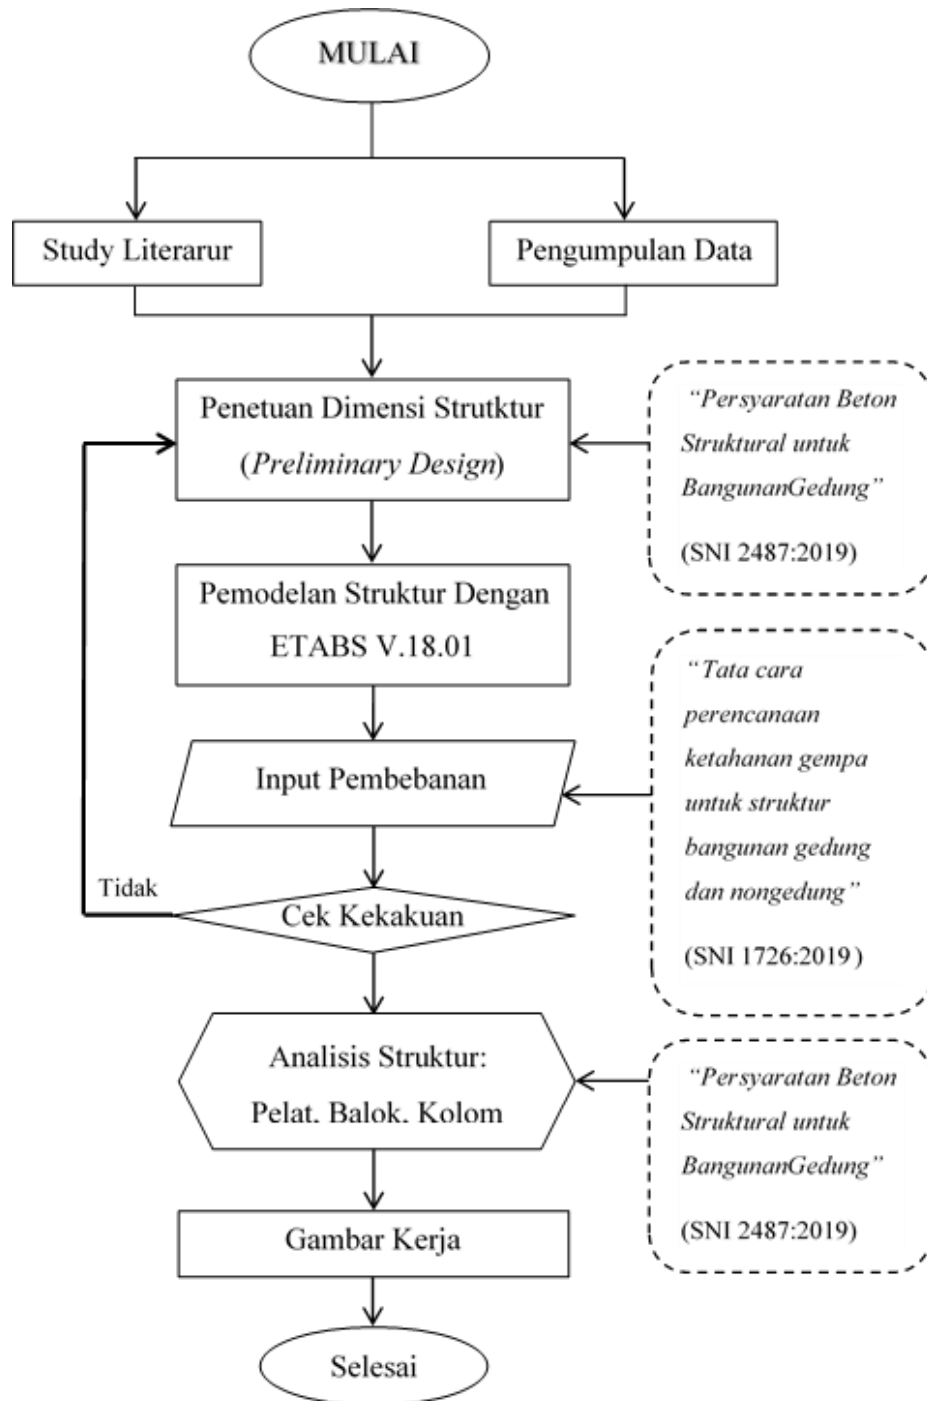 MULAI
Study Literarur
Pengumpulan Data
Penetuan Dimensi Strutktur
(Preliminary Design)
“Persyaratan Beton
Struktural untuk
BangunanGedung”
(SNI 2487:2019)
Pemodelan Struktur Dengan
ETABS V.18.01
“Tata cara
perencanaan
ketahanan gempa
untuk struktur
bangunan gedung
dan nongedung”
(SNI 1726:2019 )
Input Pembebanan
Tidak
Cek Kekakuan
Analisis Struktur:
Pelat, Balok, Kolom
“Persyaratan Beton
Struktural untuk
BangunanGedung”
(SNI 2487:2019)
Gambar Kerja
Selesai